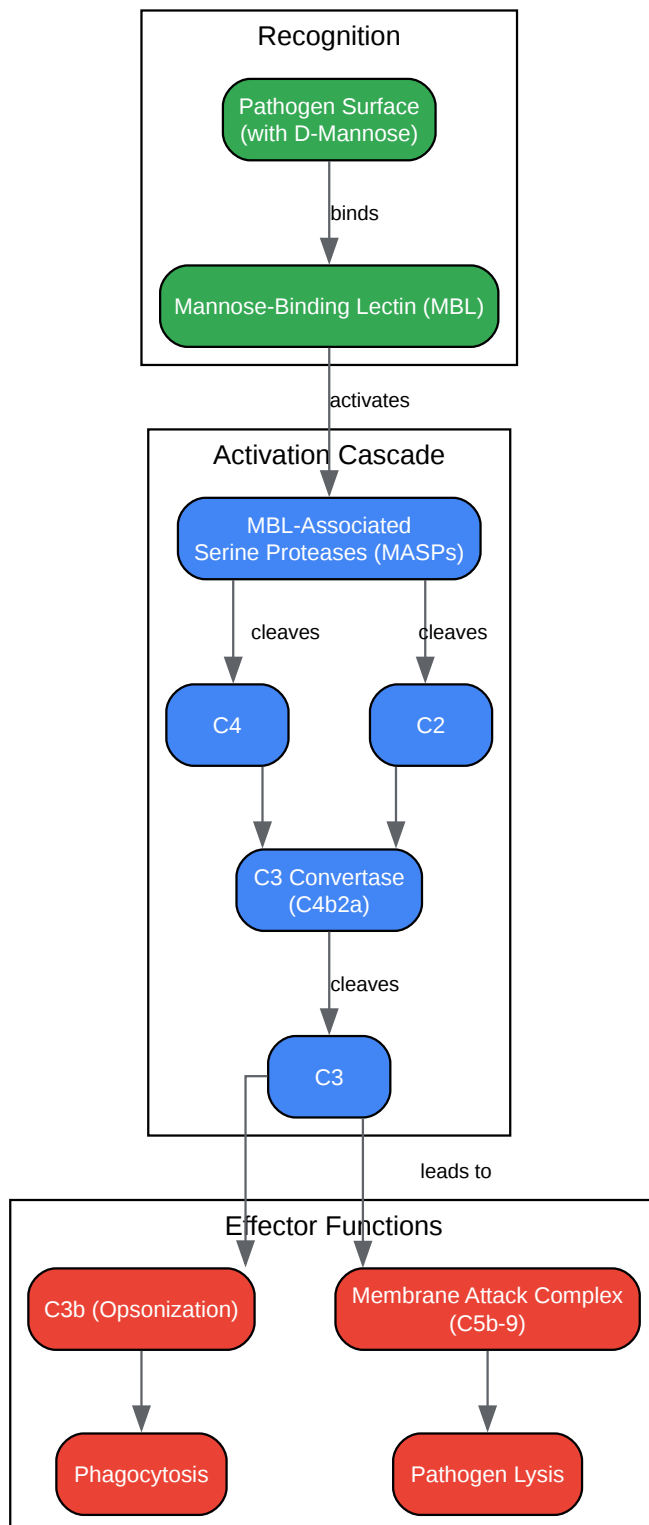 Recognition
Pathogen Surface
(with D-Mannose)
binds
Mannose-Binding Lectin (MBL)
activates
Activation Cascade
MBL-Associated
Serine Proteases (MASPs)
cleaves
cleaves
C4
C2
C3 Convertase
(C4b2a)
cleaves
C3
leads to
Effector Functions
C3b (Opsonization)
Membrane Attack Complex
(C5b-9)
Phagocytosis
Pathogen Lysis